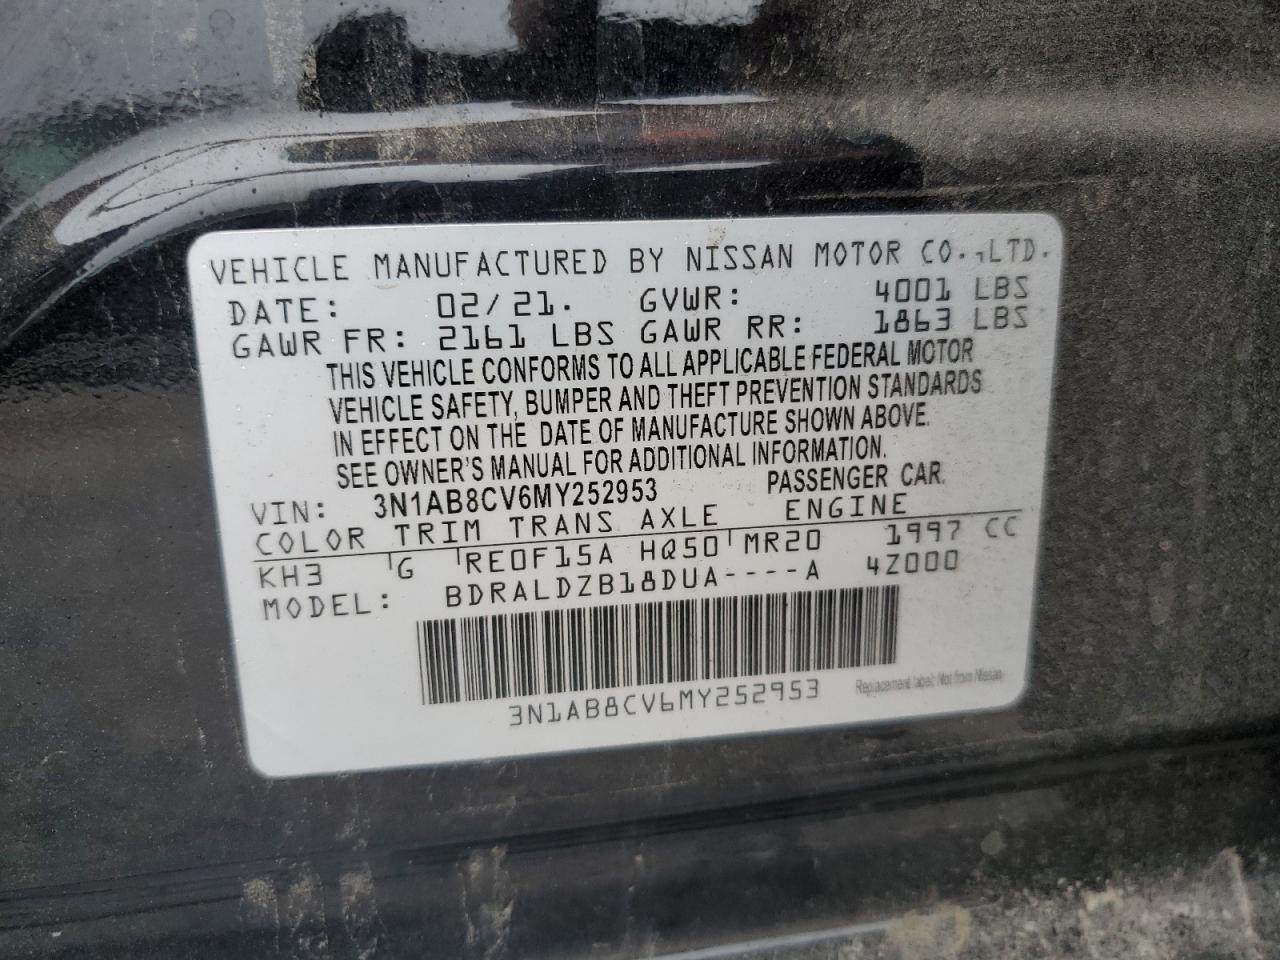 VEHICLE MANUFACTURED BY NISSAN MOTOR CO.,LTD.
DATE: 02/21. GVWR: 4001 LBS
GAWR FR: 2161 LBS GAWR RR: 1863 LBS
THIS VEHICLE CONFORMS TO ALL APPLICABLE FEDERAL MOTOR
VEHICLE SAFETY, BUMPER AND THEFT PREVENTION STANDARDS
IN EFFECT ON THE DATE OF MANUFACTURE SHOWN ABOVE.
SEE OWNER'S MANUAL FOR ADDITIONAL INFORMATION.
VIN: 3N1AB8CV6MY252953 PASSENGER CAR.
COLOR TRIM TRANS AXLE ENGINE
KH3 G RE0F15A HQ50 MR20 1997 CC
MODEL: BDRALDZB18DUA----A 4Z000
3N1AB8CV6MY252953
Replacement label: Not from Nissan